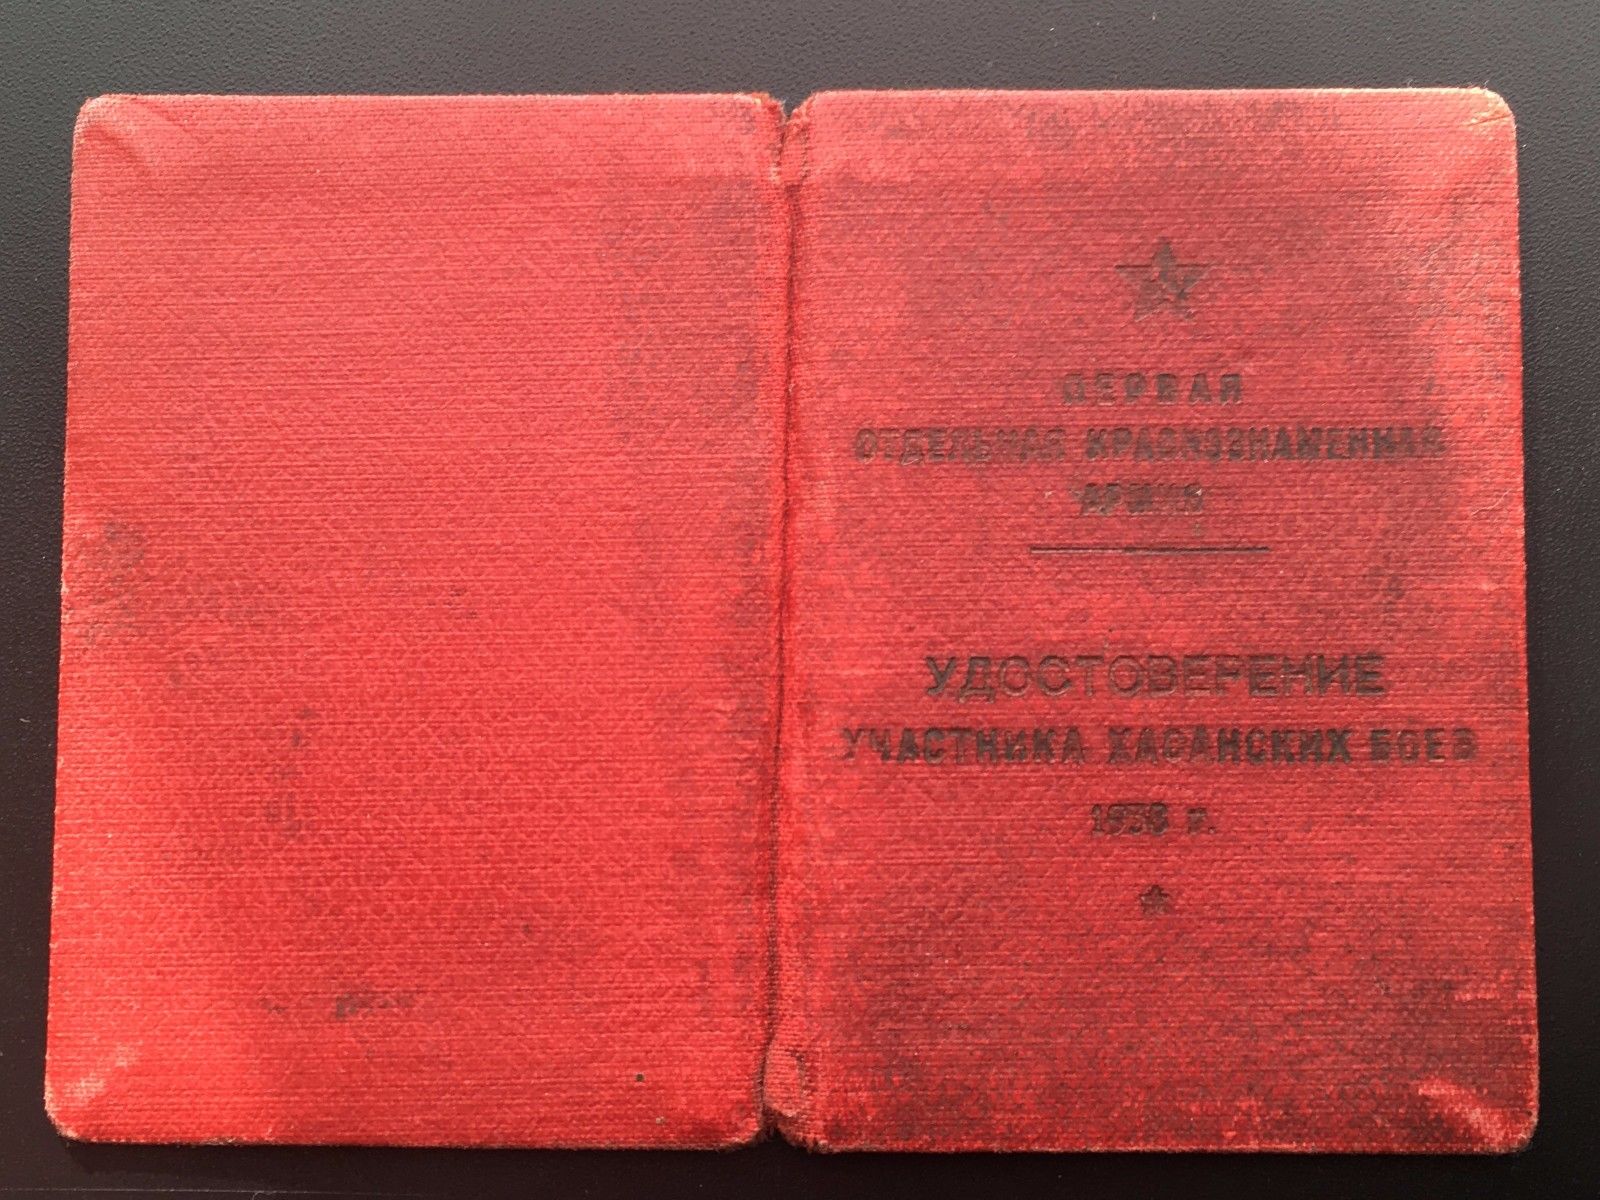 ПЕРВАЯ
ОТДЕЛЬНАЯ КРАСНОЗНАМЕННАЯ
АРМИЯ
УДОСТОВЕРЕНИЕ
УЧАСТНИКА ХАСАНСКИХ БОЕВ
1938 г.